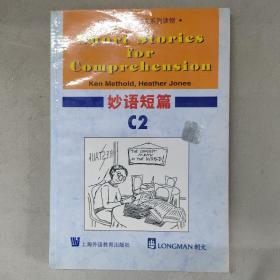 Short Stories
for
Comprehension
Ken Methold, Heather Jones
妙语短篇
C2
上海外语教育出版社
LONGMAN 朗文